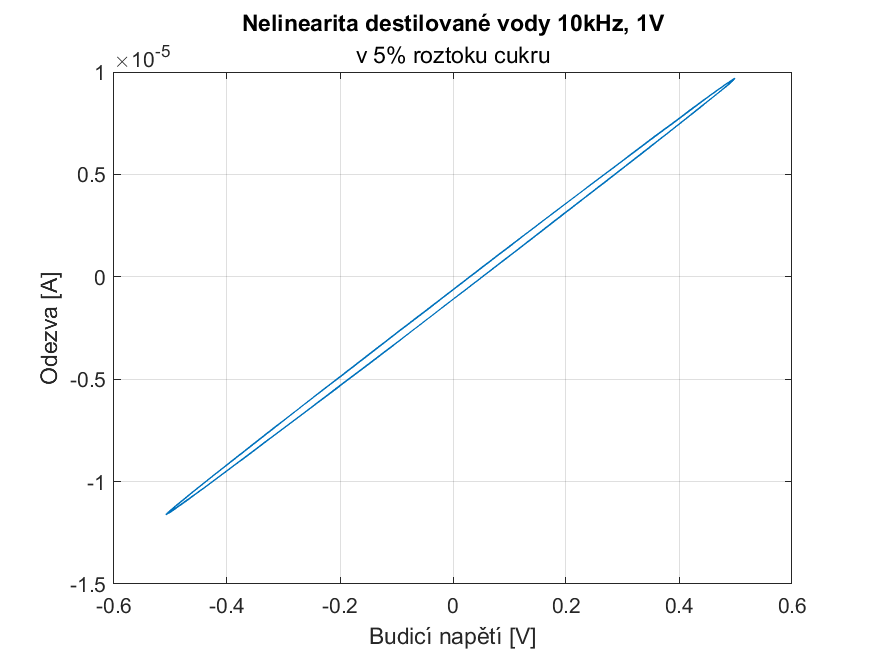 Nelinearita destilované vody 10kHz, 1V
v 5% roztoku cukru
×10-5
1
0.5
0
-0.5
-1
-1.5
-0.6 -0.4 -0.2 0 0.2 0.4 0.6
Odezva [A]
Budicí napětí [V]